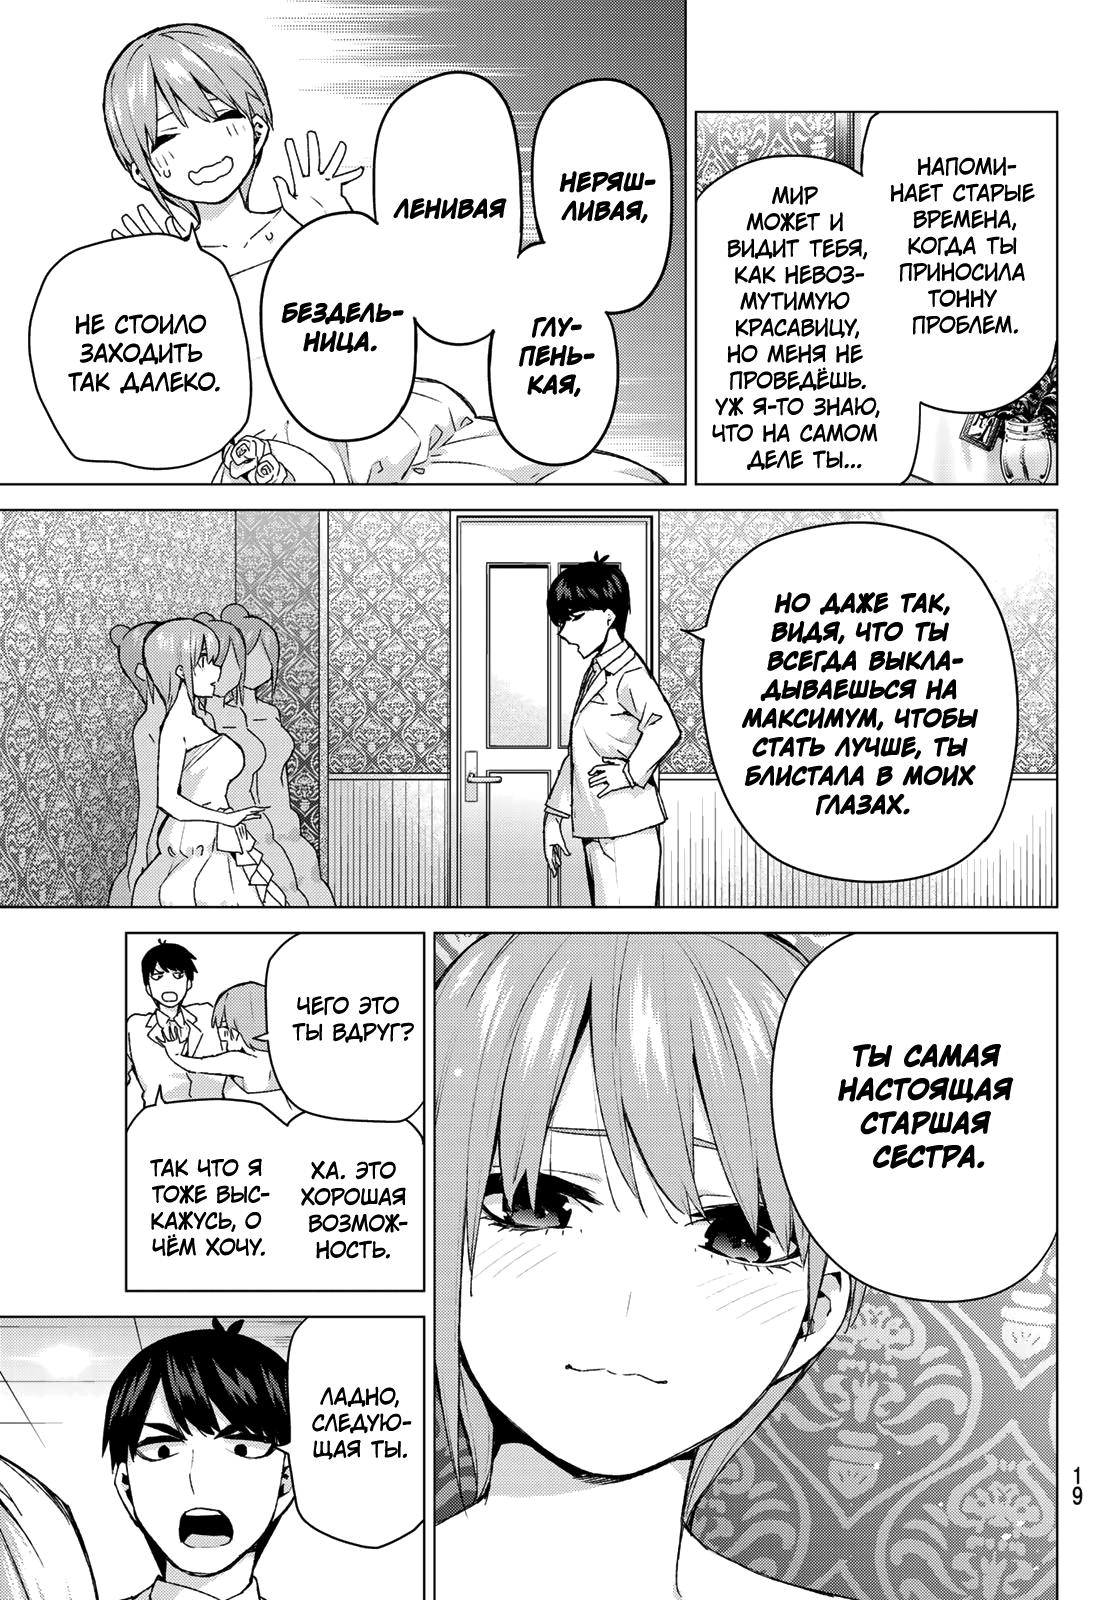 НАПОМИ-
НАЕТ СТАРЫЕ
ВРЕМЕНА,
КОГДА ТЫ
ПРИНОСИЛА
ТОННУ
ПРОБЛЕМ.
МИР
МОЖЕТ И
ВИДИТ ТЕБЯ,
КАК НЕВОЗ-
МУТИМУЮ
КРАСАВИЦУ,
НО МЕНЯ НЕ
ПРОВЕДЁШЬ.
УЖ Я-ТО ЗНАЮ,
ЧТО НА САМОМ
ДЕЛЕ ТЫ...
НЕРЯШ-
ЛИВАЯ,
ГЛУ-
ПЕНЬ-
КАЯ,
ЛЕНИВАЯ
БЕЗДЕЛЬ-
НИЦА.
НЕ СТОИЛО
ЗАХОДИТЬ
ТАК ДАЛЕКО.
НО ДАЖЕ ТАК,
ВИДЯ, ЧТО ТЫ
ВСЕГДА ВЫКЛА-
ДЫВАЕШЬСЯ НА
МАКСИМУМ, ЧТОБЫ
СТАТЬ ЛУЧШЕ, ТЫ
БЛИСТАЛА В МОИХ
ГЛАЗАХ.
ТЫ САМАЯ
НАСТОЯЩАЯ
СТАРШАЯ
СЕСТРА.
ЧЕГО ЭТО
ТЫ ВДРУГ?
ХА. ЭТО
ХОРОШАЯ
ВОЗМОЖ-
НОСТЬ.
ТАК ЧТО Я
ТОЖЕ ВЫС-
КАЖУСЬ, О
ЧЁМ ХОЧУ.
ЛАДНО,
СЛЕДУЮ-
ЩАЯ ТЫ.
19